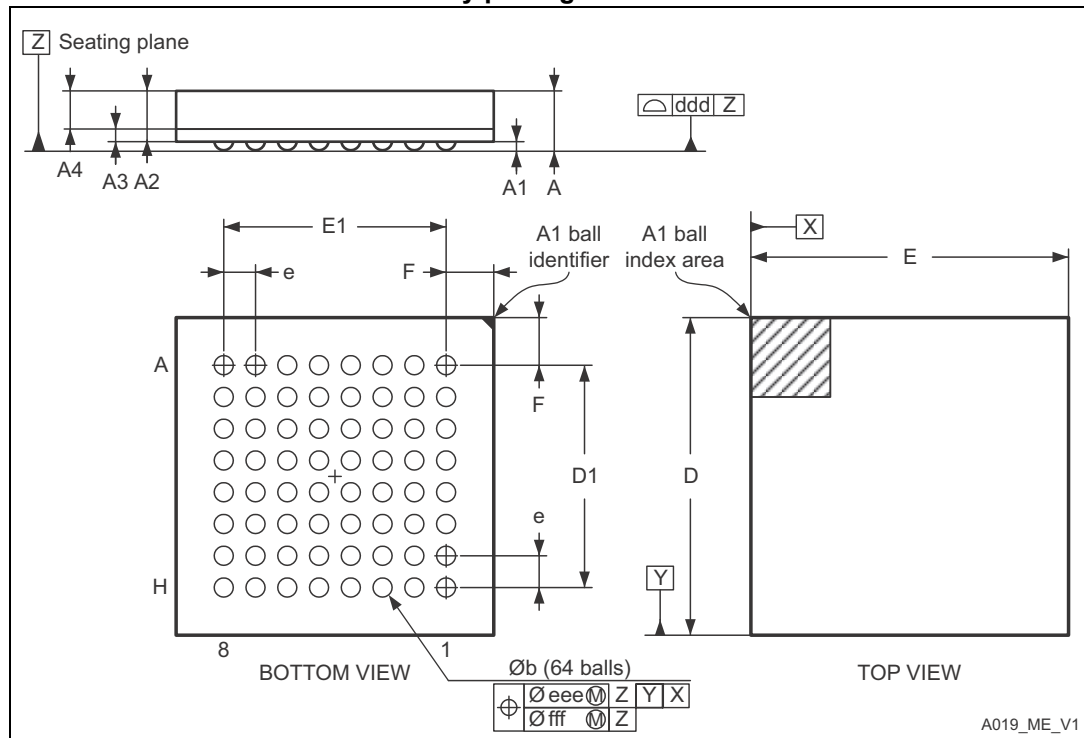 Z Seating plane
ddd Z
A4
A3 A2
A1 A
E1
A1 ball
identifier
A1 ball
index area
X
e
F
E
A
F
D1
D
e
H
Y
8
1
BOTTOM VIEW
Øb (64 balls)
TOP VIEW
Ø eee Ⓜ Z Y X
Ø fff Ⓜ Z
A019_ME_V1